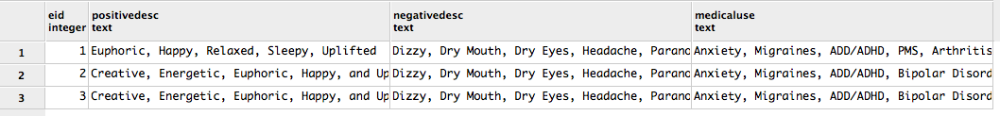 eid positivedesc negativedesc medicaluse
integer text text text
1 1 Euphoric, Happy, Relaxed, Sleepy, Uplifted Dizzy, Dry Mouth, Dry Eyes, Headache, Parano Anxiety, Migraines, ADD/ADHD, PMS, Arthritis
2 2 Creative, Energetic, Euphoric, Happy, and Up Dizzy, Dry Mouth, Dry Eyes, Headache, Parano Anxiety, Migraines, ADD/ADHD, Bipolar Disord
3 3 Creative, Energetic, Euphoric, Happy, and Up Dizzy, Dry Mouth, Dry Eyes, Headache, Parano Anxiety, Migraines, ADD/ADHD, Bipolar Disord